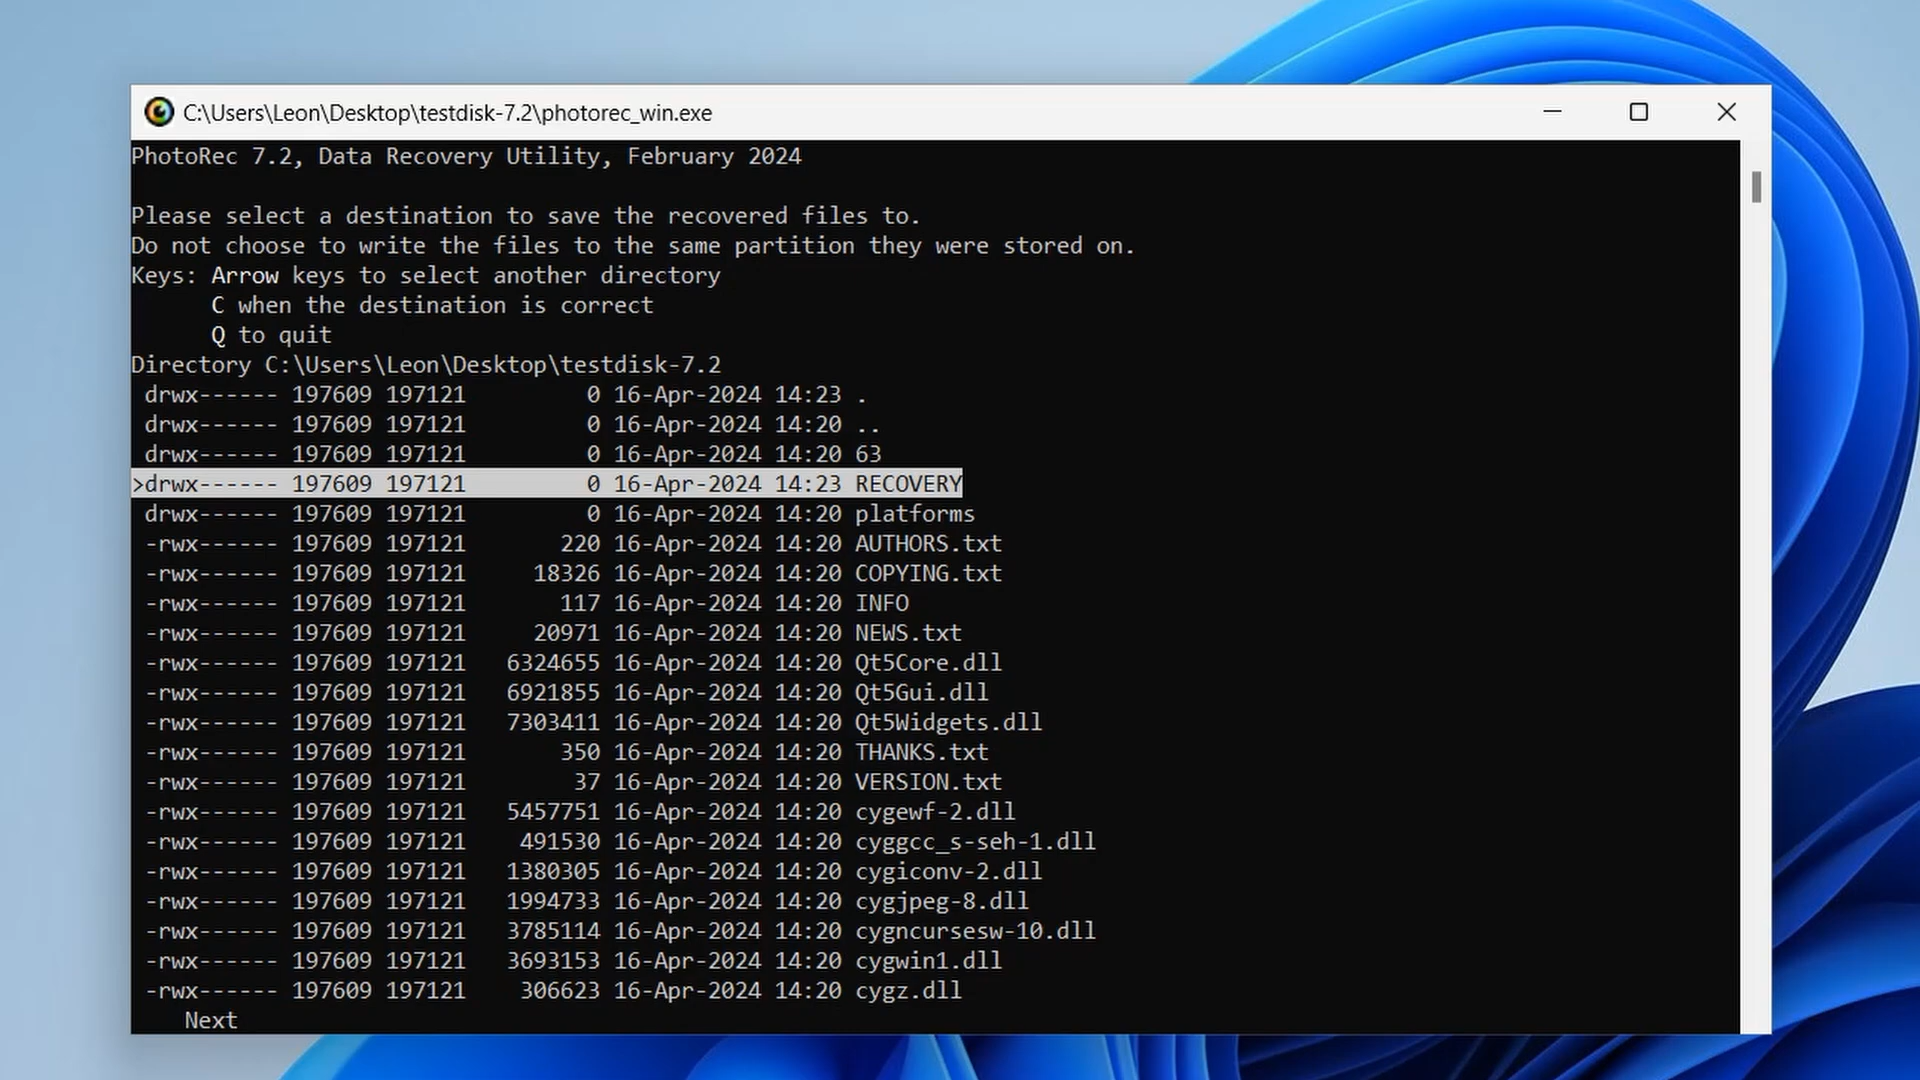 C:\Users\Leon\Desktop\testdisk-7.2\photorec_win.exe
PhotoRec 7.2, Data Recovery Utility, February 2024
Please select a destination to save the recovered files to.
Do not choose to write the files to the same partition they were stored on.
Keys: Arrow keys to select another directory
C when the destination is correct
Q to quit
Directory C:\Users\Leon\Desktop\testdisk-7.2
drwx------ 197609 197121 0 16-Apr-2024 14:23 .
drwx------ 197609 197121 0 16-Apr-2024 14:20 ..
drwx------ 197609 197121 0 16-Apr-2024 14:20 63
>drwx------ 197609 197121 0 16-Apr-2024 14:23 RECOVERY
drwx------ 197609 197121 0 16-Apr-2024 14:20 platforms
-rwx------ 197609 197121 220 16-Apr-2024 14:20 AUTHORS.txt
-rwx------ 197609 197121 18326 16-Apr-2024 14:20 COPYING.txt
-rwx------ 197609 197121 117 16-Apr-2024 14:20 INFO
-rwx------ 197609 197121 20971 16-Apr-2024 14:20 NEWS.txt
-rwx------ 197609 197121 6324655 16-Apr-2024 14:20 Qt5Core.dll
-rwx------ 197609 197121 6921855 16-Apr-2024 14:20 Qt5Gui.dll
-rwx------ 197609 197121 7303411 16-Apr-2024 14:20 Qt5Widgets.dll
-rwx------ 197609 197121 350 16-Apr-2024 14:20 THANKS.txt
-rwx------ 197609 197121 37 16-Apr-2024 14:20 VERSION.txt
-rwx------ 197609 197121 5457751 16-Apr-2024 14:20 cygewf-2.dll
-rwx------ 197609 197121 491530 16-Apr-2024 14:20 cyggcc_s-seh-1.dll
-rwx------ 197609 197121 1380305 16-Apr-2024 14:20 cygiconv-2.dll
-rwx------ 197609 197121 1994733 16-Apr-2024 14:20 cygjpeg-8.dll
-rwx------ 197609 197121 3785114 16-Apr-2024 14:20 cygncursesw-10.dll
-rwx------ 197609 197121 3693153 16-Apr-2024 14:20 cygwin1.dll
-rwx------ 197609 197121 306623 16-Apr-2024 14:20 cygz.dll
Next